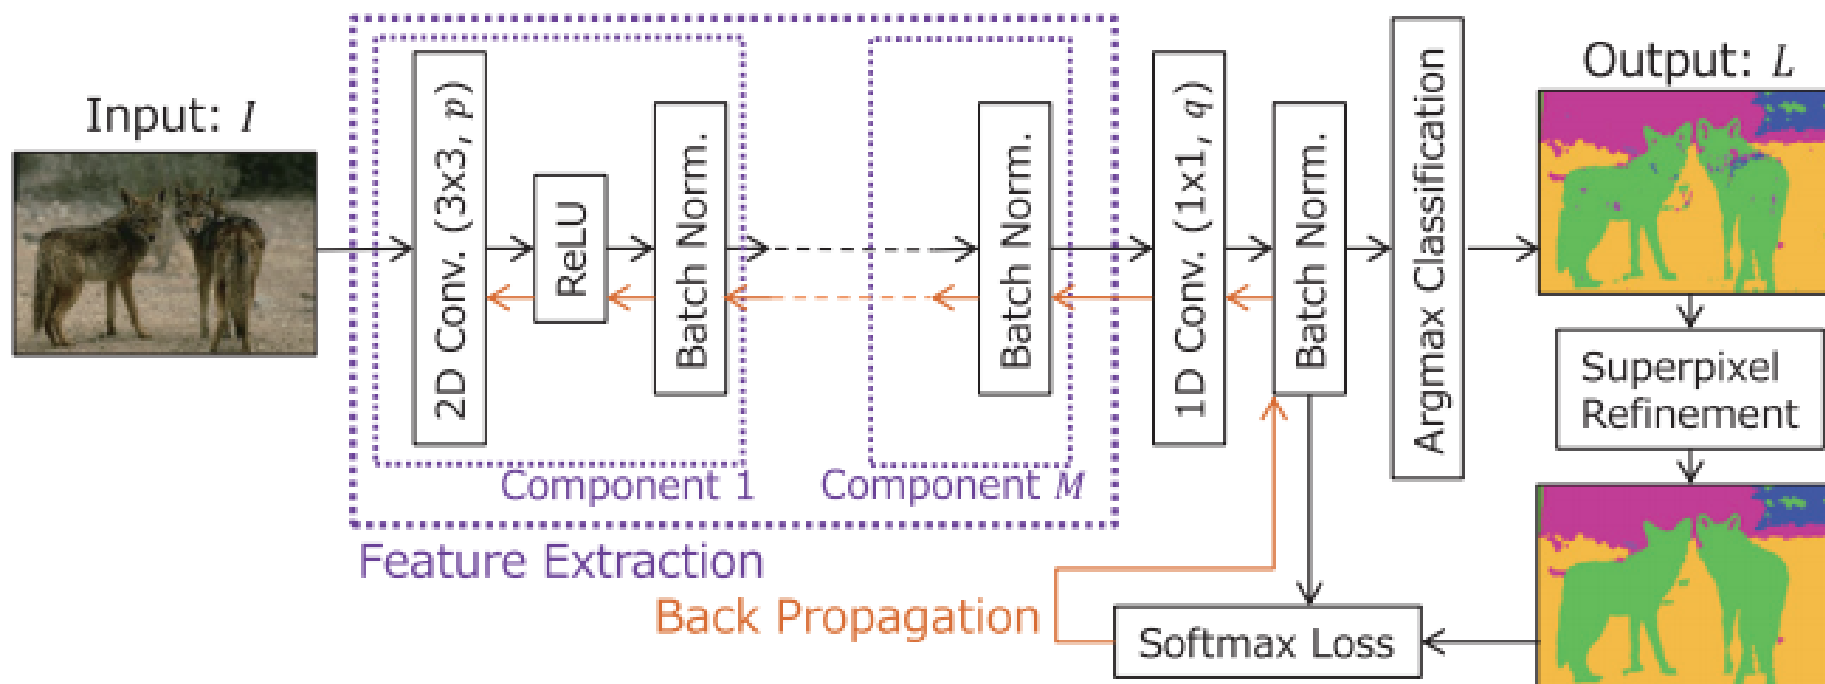 Input: I
2D Conv. (3x3, p)
ReLU
Batch Norm.
Component 1
Batch Norm.
Component M
Feature Extraction
1D Conv. (1x1, q)
Batch Norm.
Argmax Classification
Output: L
Superpixel
Refinement
Back Propagation
Softmax Loss